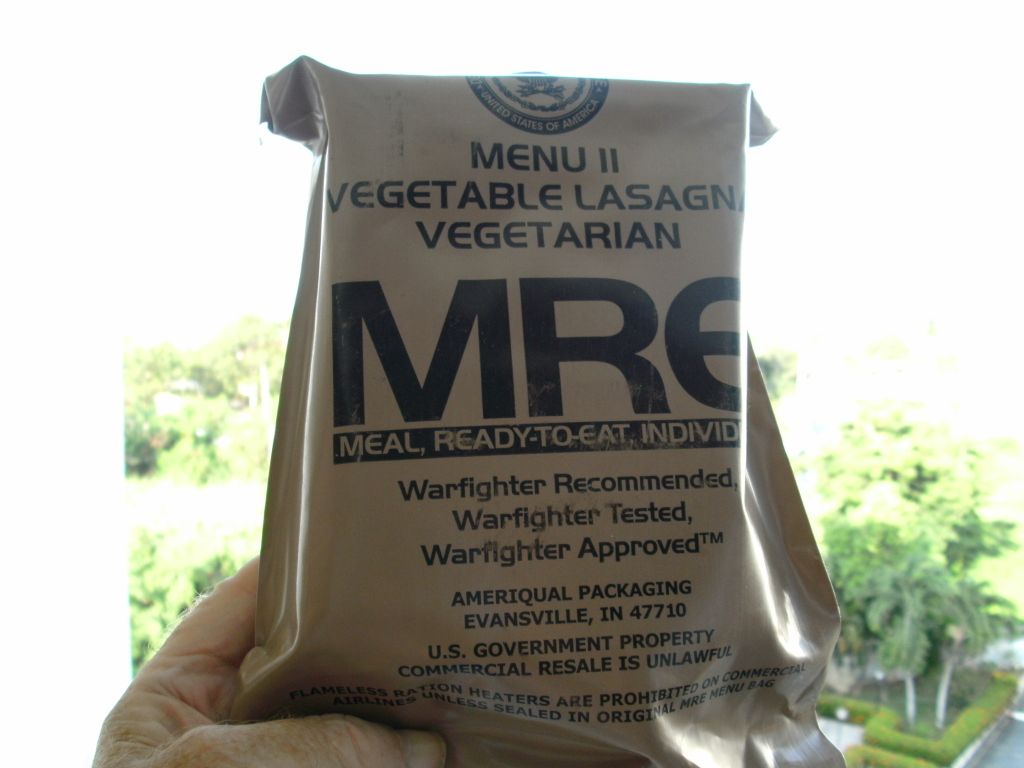 UNITED STATES OF AMERICA
MENU 11
VEGETABLE LASAGNA
VEGETARIAN
MRE
MEAL, READY-TO-EAT, INDIVID
Warfighter Recommended,
Warfighter Tested,
Warfighter Approved™
AMERIQUAL PACKAGING
EVANSVILLE, IN 47710
U.S. GOVERNMENT PROPERTY
COMMERCIAL RESALE IS UNLAWFUL
FLAMELESS RATION HEATERS ARE PROHIBITED ON COMMERCIAL
AIRLINES UNLESS SEALED IN ORIGINAL MRE MENU BAG